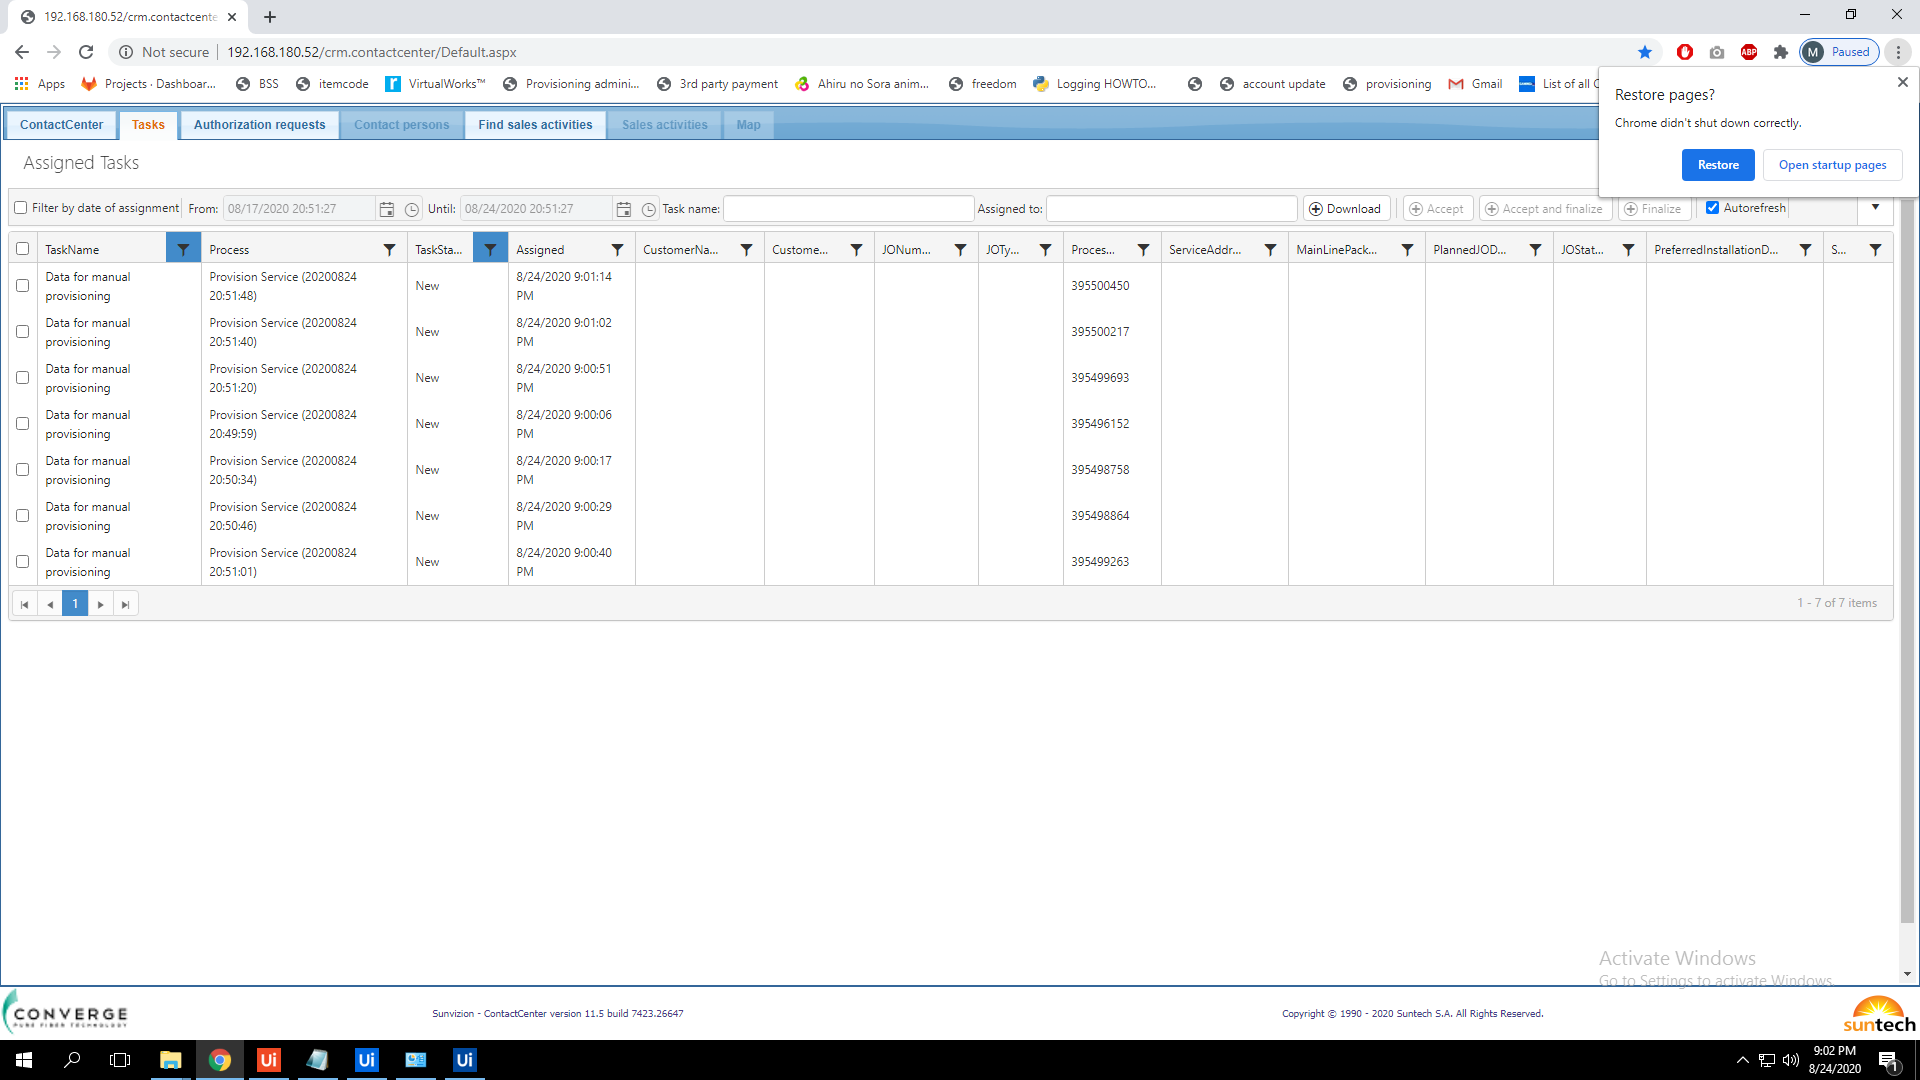 192.168.180.52/crm.contactcente
Not secure
192.168.180.52/crm.contactcenter/Default.aspx
ABP
M Paused
Apps
Projects · Dashboar...
BSS
itemcode
VirtualWorks™
Provisioning admini...
3rd party payment
Ahiru no Sora anim...
freedom
Logging HOWTO...
account update
provisioning
Gmail
List of all
Restore pages?
Chrome didn't shut down correctly.
Restore
Open startup pages
ContactCenter
Tasks
Authorization requests
Contact persons
Find sales activities
Sales activities
Map
Assigned Tasks
Filter by date of assignment From: 08/17/2020 20:51:27 Until: 08/24/2020 20:51:27 Task name: Assigned to: Download Accept Accept and finalize Finalize Autorefresh
TaskName Process TaskSta... Assigned CustomerNa... Custome... JONum... JOTy... Proces... ServiceAddr... MainLinePack... PlannedJOD... JOStat... PreferredInstallationD... S...
Data for manual Provision Service (20200824 8/24/2020 9:01:14
New 395500450
provisioning 20:51:48) PM
Data for manual Provision Service (20200824 8/24/2020 9:01:02
New 395500217
provisioning 20:51:40) PM
Data for manual Provision Service (20200824 8/24/2020 9:00:51
New 395499693
provisioning 20:51:20) PM
Data for manual Provision Service (20200824 8/24/2020 9:00:06
New 395496152
provisioning 20:49:59) PM
Data for manual Provision Service (20200824 8/24/2020 9:00:17
New 395498758
provisioning 20:50:34) PM
Data for manual Provision Service (20200824 8/24/2020 9:00:29
New 395498864
provisioning 20:50:46) PM
Data for manual Provision Service (20200824 8/24/2020 9:00:40
New 395499263
provisioning 20:51:01) PM
1
1 - 7 of 7 items
Activate Windows
Go to Settings to activate Windows.
CONVERGE
PURE FIBER TECHNOLOGY
Sunvizion - ContactCenter version 11.5 build 7423.26647
Copyright © 1990 - 2020 Suntech S.A. All Rights Reserved.
suntech
Ui
Ui
Ui
9:02 PM
8/24/2020
1